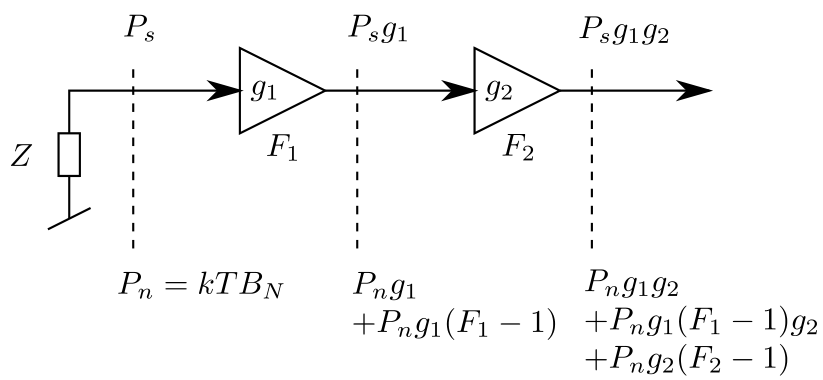 P_s P_s g_1 P_s g_1 g_2
g_1 g_2
F_1 F_2
Z
P_n = kTB_N P_n g_1 P_n g_1 g_2
+P_n g_1(F_1 − 1) +P_n g_1(F_1 − 1)g_2
+P_n g_2(F_2 − 1)